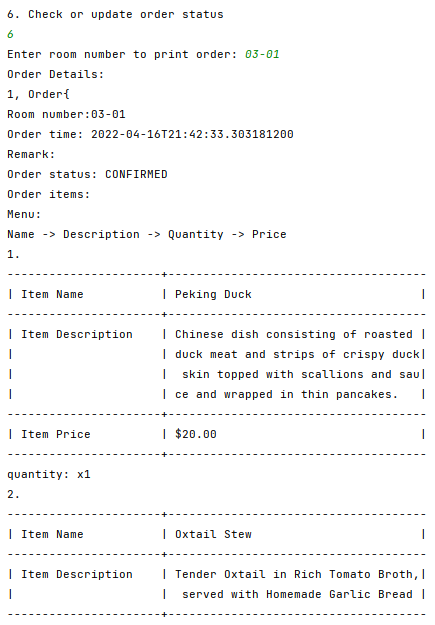 6. Check or update order status
6
Enter room number to print order: 03-01
Order Details:
1, Order{
Room number:03-01
Order time: 2022-04-16T21:42:33.303181200
Remark:
Order status: CONFIRMED
Order items:
Menu:
Name -> Description -> Quantity -> Price
1.
----------------------+-------------------------------------
| Item Name           | Peking Duck                        |
----------------------+-------------------------------------
| Item Description    | Chinese dish consisting of roasted |
|                     | duck meat and strips of crispy duck|
|                     |  skin topped with scallions and sau|
|                     | ce and wrapped in thin pancakes.   |
----------------------+-------------------------------------
| Item Price          | $20.00                             |
----------------------+-------------------------------------
quantity: x1
2.
----------------------+-------------------------------------
| Item Name           | Oxtail Stew                        |
----------------------+-------------------------------------
| Item Description    | Tender Oxtail in Rich Tomato Broth,|
|                     |  served with Homemade Garlic Bread |
----------------------+-------------------------------------